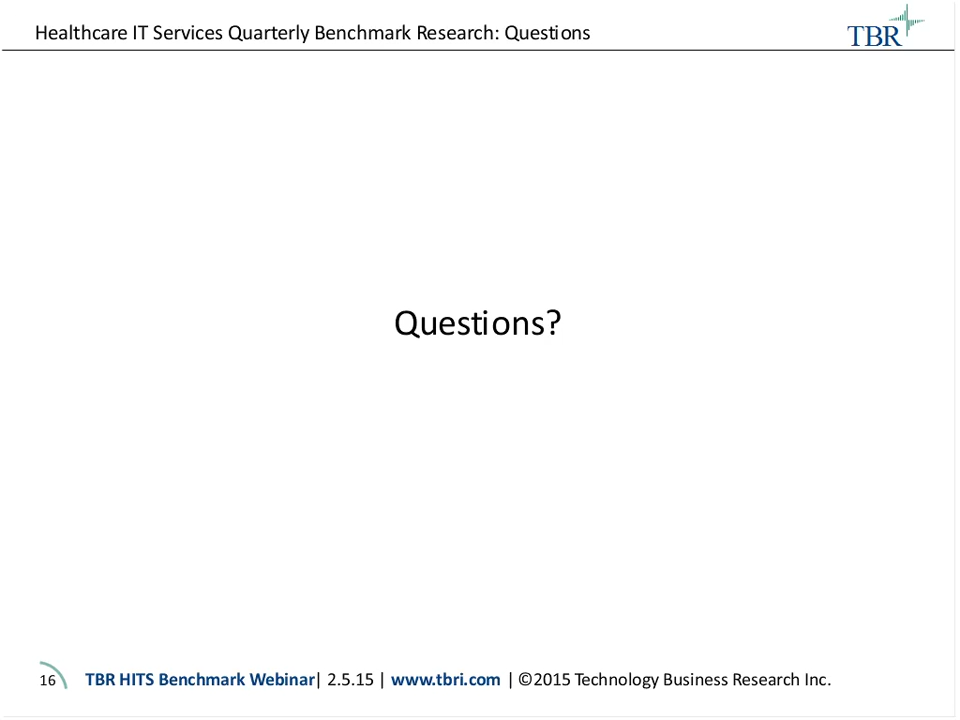 Healthcare IT Services Quarterly Benchmark Research: Questions
TBR
Questions?
16
TBR HITS Benchmark Webinar| 2.5.15 | www.tbri.com | ©2015 Technology Business Research Inc.